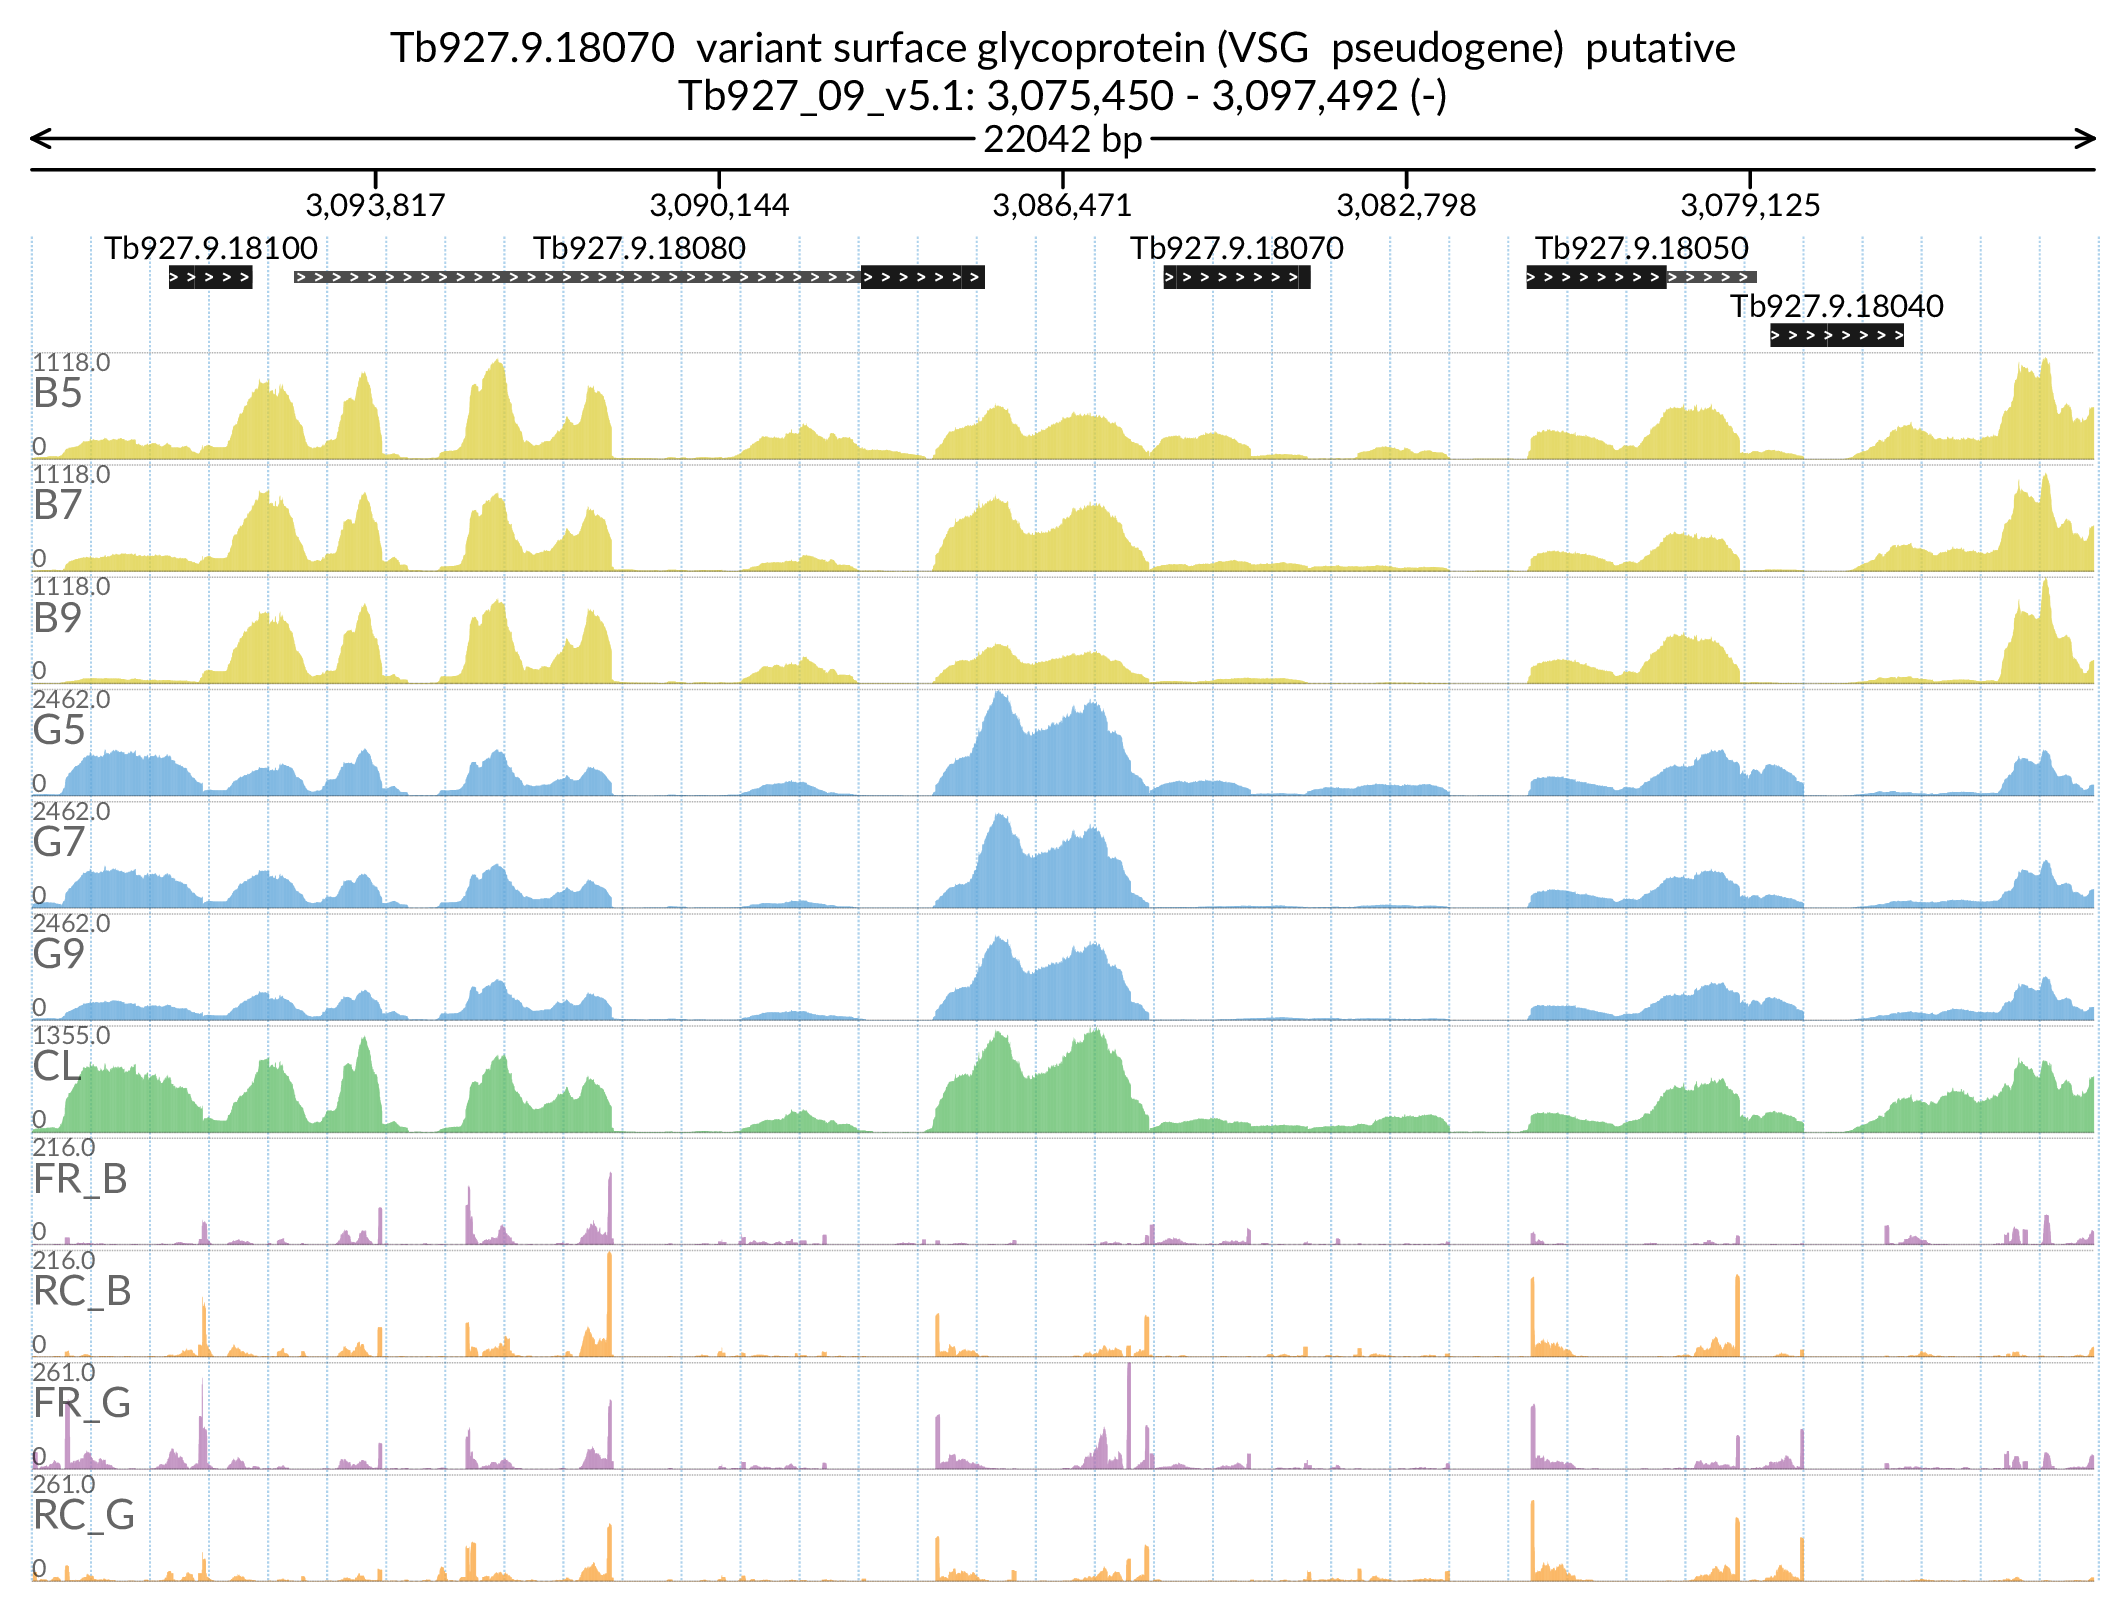 Tb927.9.18070 variant surface glycoprotein (VSG pseudogene) putative
Tb927_09_v5.1: 3,075,450 - 3,097,492 (-)
22042 bp
3,093,817 3,090,144 3,086,471 3,082,798 3,079,125
Tb927.9.18100 Tb927.9.18080 Tb927.9.18070 Tb927.9.18050
Tb927.9.18040
1118.0
B5
0
1118.0
B7
0
1118.0
B9
0
2462.0
G5
0
2462.0
G7
0
2462.0
G9
0
1355.0
CL
0
216.0
FR_B
0
216.0
RC_B
0
261.0
FR_G
0
261.0
RC_G
0